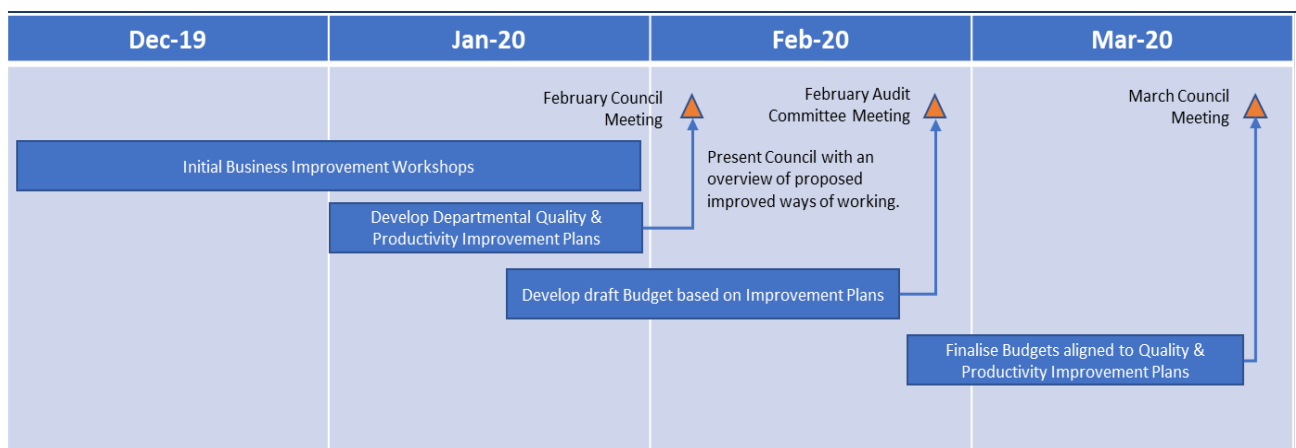 Dec-19
Jan-20
Feb-20
Mar-20
February Council
Meeting
February Audit
Committee Meeting
March Council
Meeting
Initial Business Improvement Workshops
Present Council with an
overview of proposed
improved ways of working.
Develop Departmental Quality &
Productivity Improvement Plans
Develop draft Budget based on Improvement Plans
Finalise Budgets aligned to Quality &
Productivity Improvement Plans